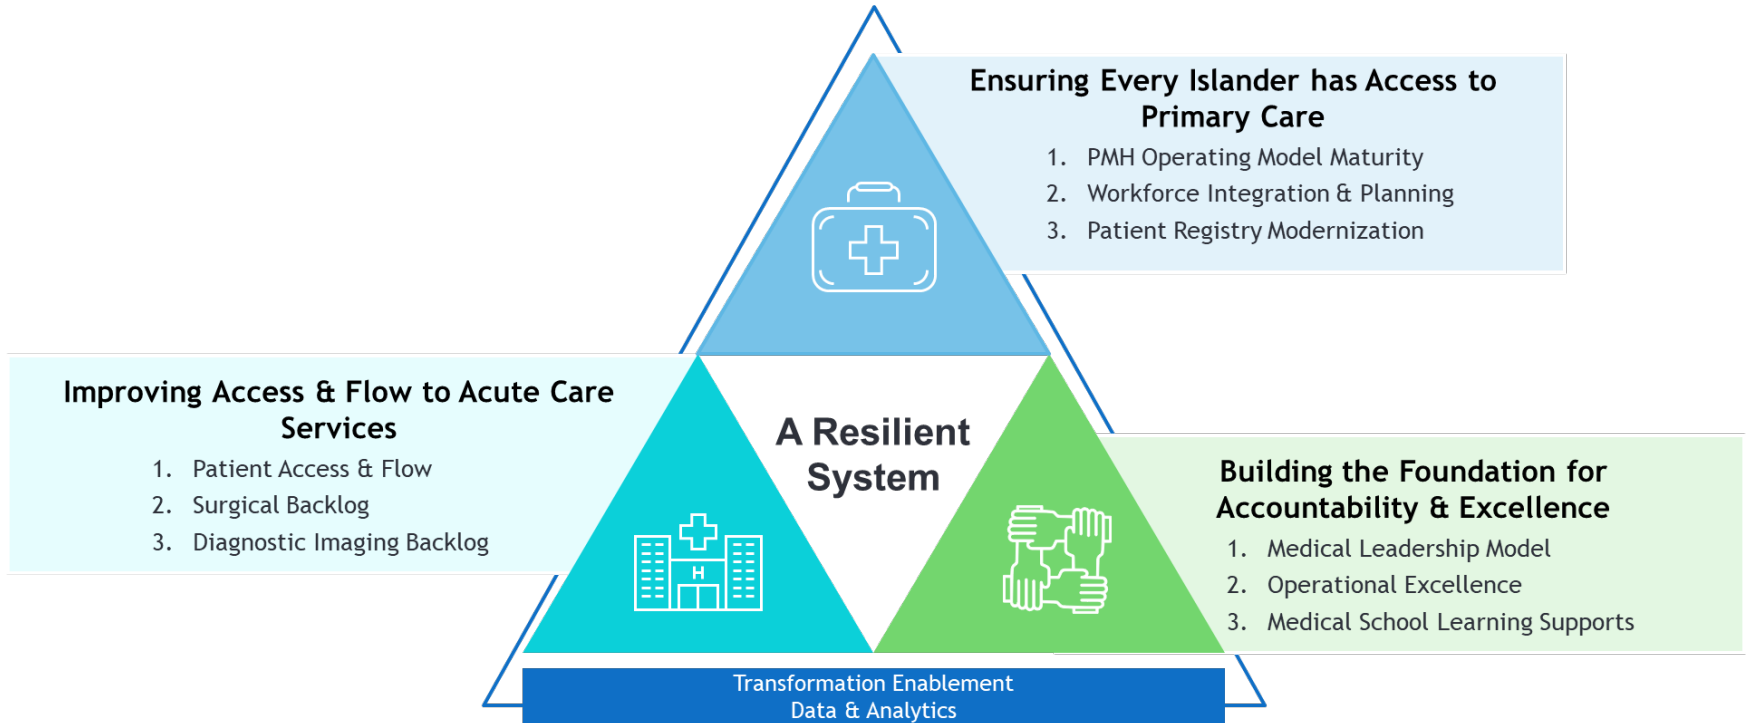 Ensuring Every Islander has Access to
Primary Care
1. PMH Operating Model Maturity
2. Workforce Integration & Planning
3. Patient Registry Modernization
Improving Access & Flow to Acute Care
Services
1. Patient Access & Flow
2. Surgical Backlog
3. Diagnostic Imaging Backlog
A Resilient
System
H
Building the Foundation for
Accountability & Excellence
1. Medical Leadership Model
2. Operational Excellence
3. Medical School Learning Supports
Transformation Enablement
Data & Analytics